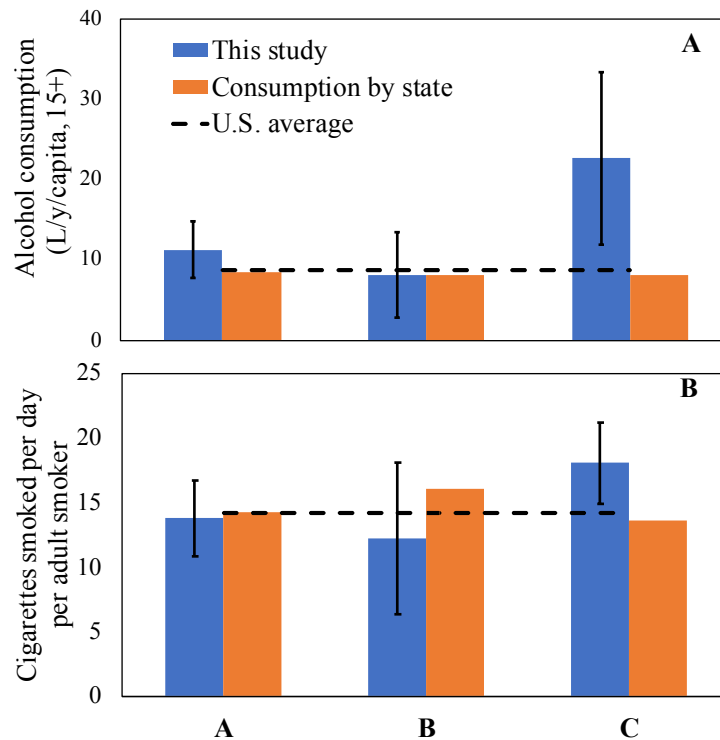 40
30
20
10
0
Alcohol consumption
(L/y/capita, 15+)
This study
Consumption by state
U.S. average
A
25
20
15
10
5
0
Cigarettes smoked per day
per adult smoker
B
A
B
C